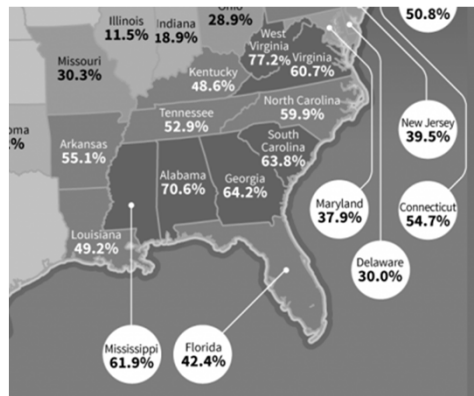 50.8%
Ohio
28.9%
Illinois
11.5%
Indiana
18.9%
West
Virginia
77.2%
Virginia
60.7%
Missouri
30.3%
Kentucky
48.6%
North Carolina
59.9%
Tennessee
52.9%
New Jersey
39.5%
oma
%
Arkansas
55.1%
South
Carolina
63.8%
Alabama
70.6%
Georgia
64.2%
Maryland
37.9%
Connecticut
54.7%
Louisiana
49.2%
Delaware
30.0%
Mississippi
61.9%
Florida
42.4%